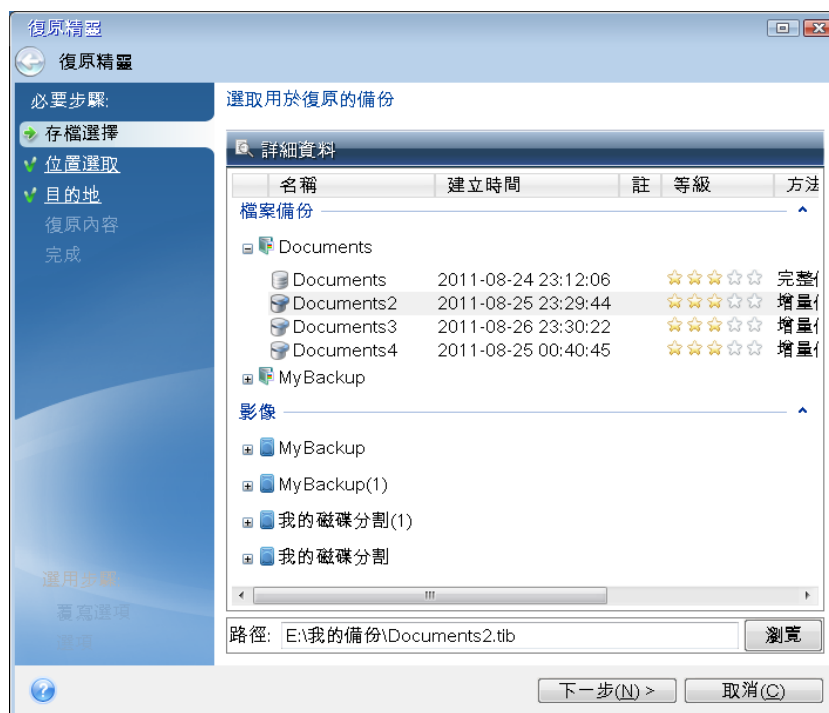 復原精靈
復原精靈
必要步驟:
存檔選擇
位置選取
目的地
復原內容
完成
選用步驟
覆寫選項
選項
選取用於復原的備份
詳細資料
名稱 建立時間 註 等級 方法
檔案備份
Documents
Documents 2011-08-24 23:12:06 完整
Documents2 2011-08-25 23:29:44 增量
Documents3 2011-08-26 23:30:22 增量
Documents4 2011-08-25 00:40:45 增量
MyBackup
影像
MyBackup
MyBackup(1)
我的磁碟分割(1)
我的磁碟分割
路徑: E:\我的備份\Documents2.tib 瀏覽
下一步(N) > 取消(C)